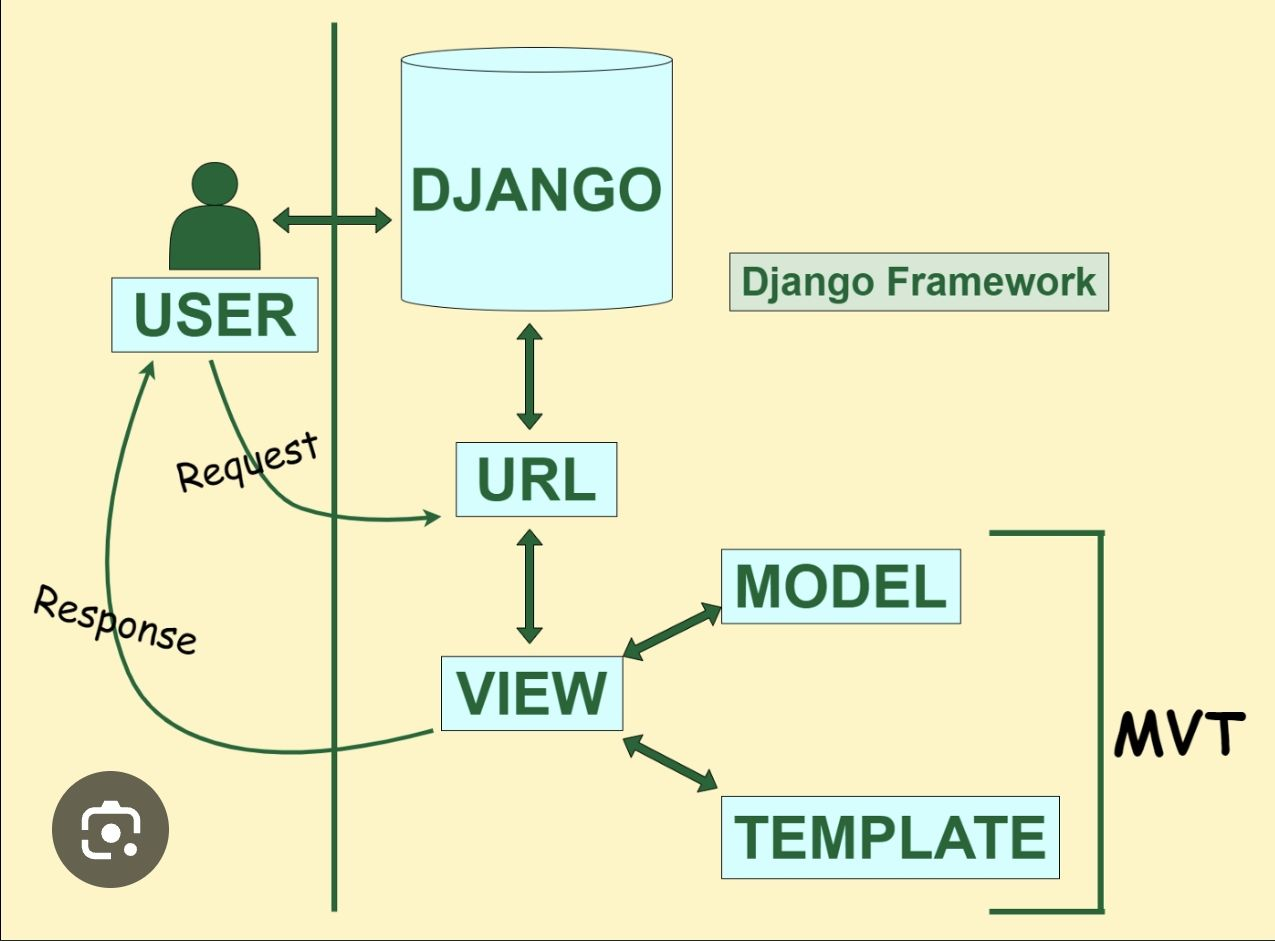 DJANGO
Django Framework
USER
Request
URL
Response
MODEL
VIEW
MVT
TEMPLATE